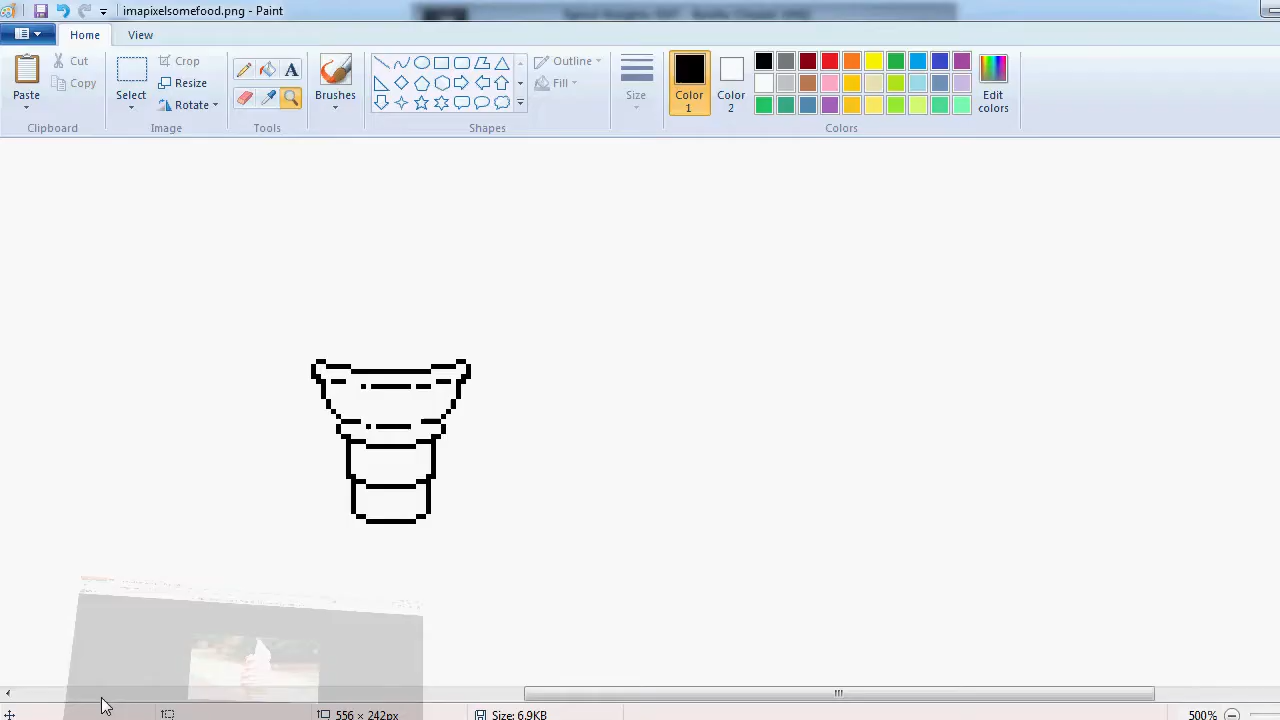 imapixelsomefood.png - Paint
Home
View
Paste
Cut
Copy
Clipboard
Select
Crop
Resize
Rotate
Image
A
Tools
Brushes
Outline
Fill
Shapes
Size
Color
1
Color
2
Edit
colors
Colors
556 × 242px
Size: 6.9KB
500%